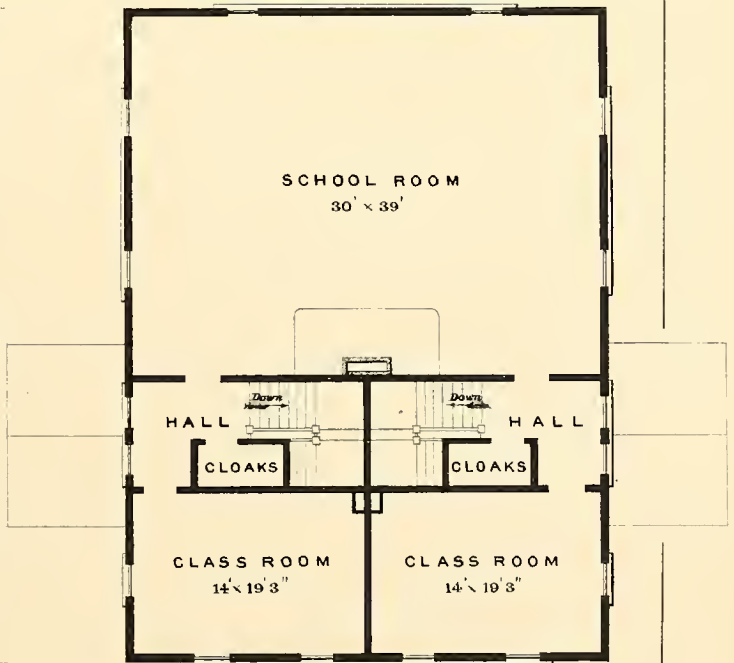 SCHOOL ROOM
30' × 39'
Down
Down
HALL
HALL
CLOAKS
CLOAKS
CLASS ROOM
14' × 19' 3"
CLASS ROOM
14' × 19' 3"